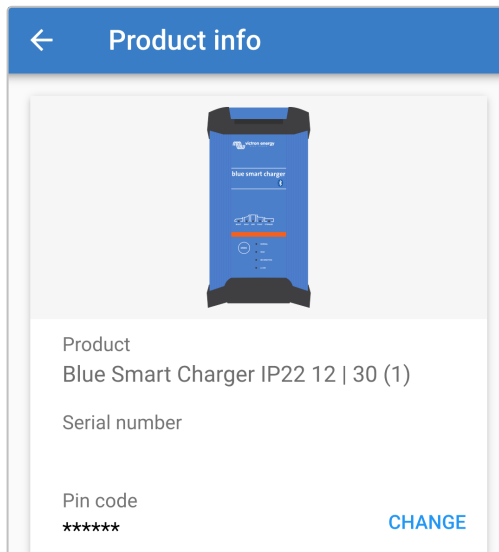 Product info
victron energy
blue smart charger
Product
Blue Smart Charger IP22 12 | 30 (1)
Serial number
Pin code
******
CHANGE